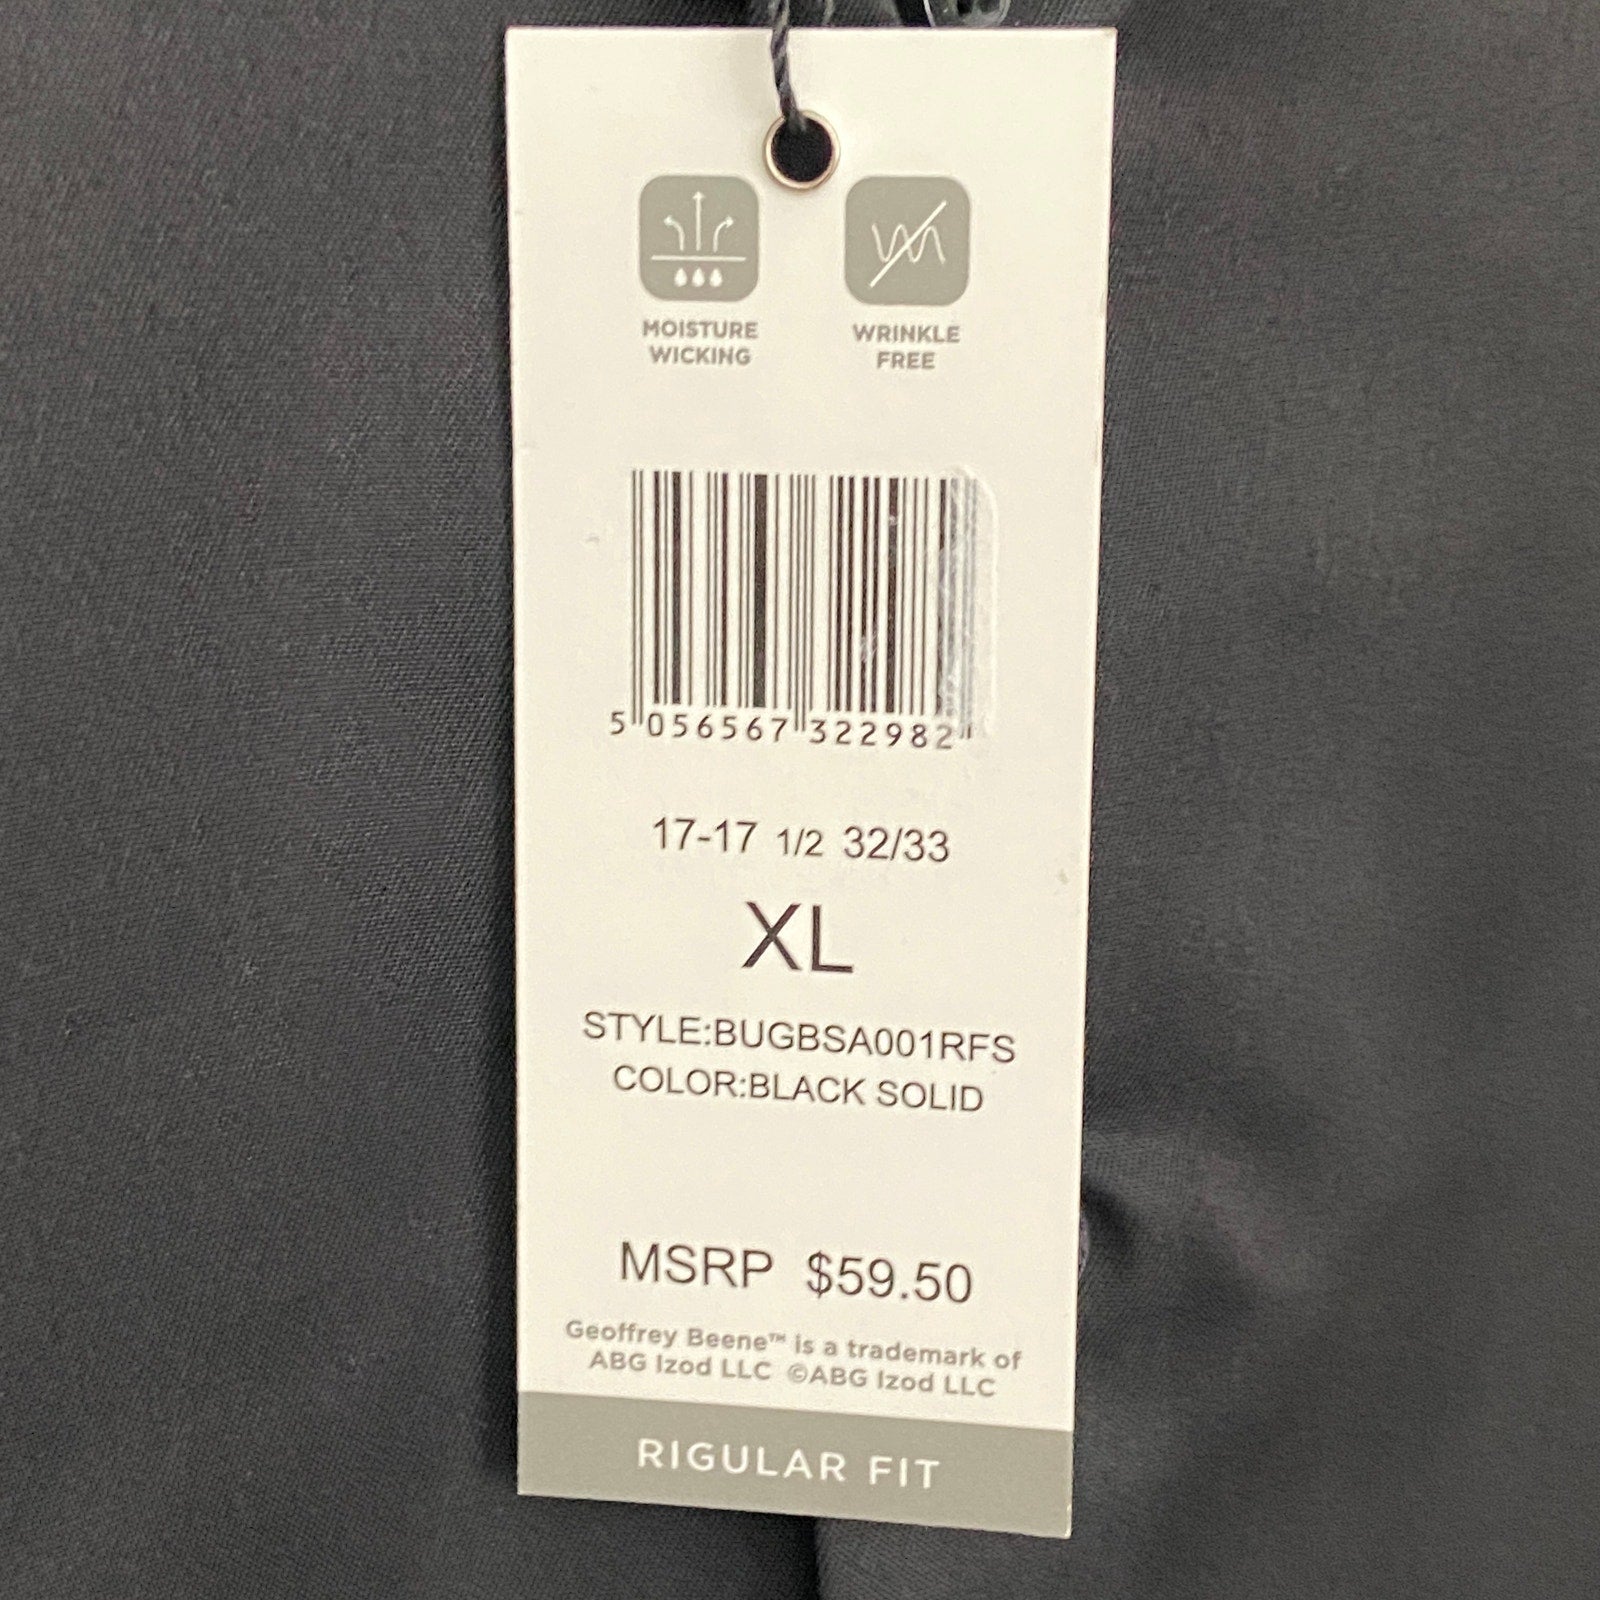 MOISTURE
WICKING
WRINKLE
FREE
5 056567 322982
17-17 1/2 32/33
XL
STYLE:BUGBSA001RFS
COLOR:BLACK SOLID
MSRP $59.50
Geoffrey Beene™ is a trademark of
ABG Izod LLC ©ABG Izod LLC
RIGULAR FIT